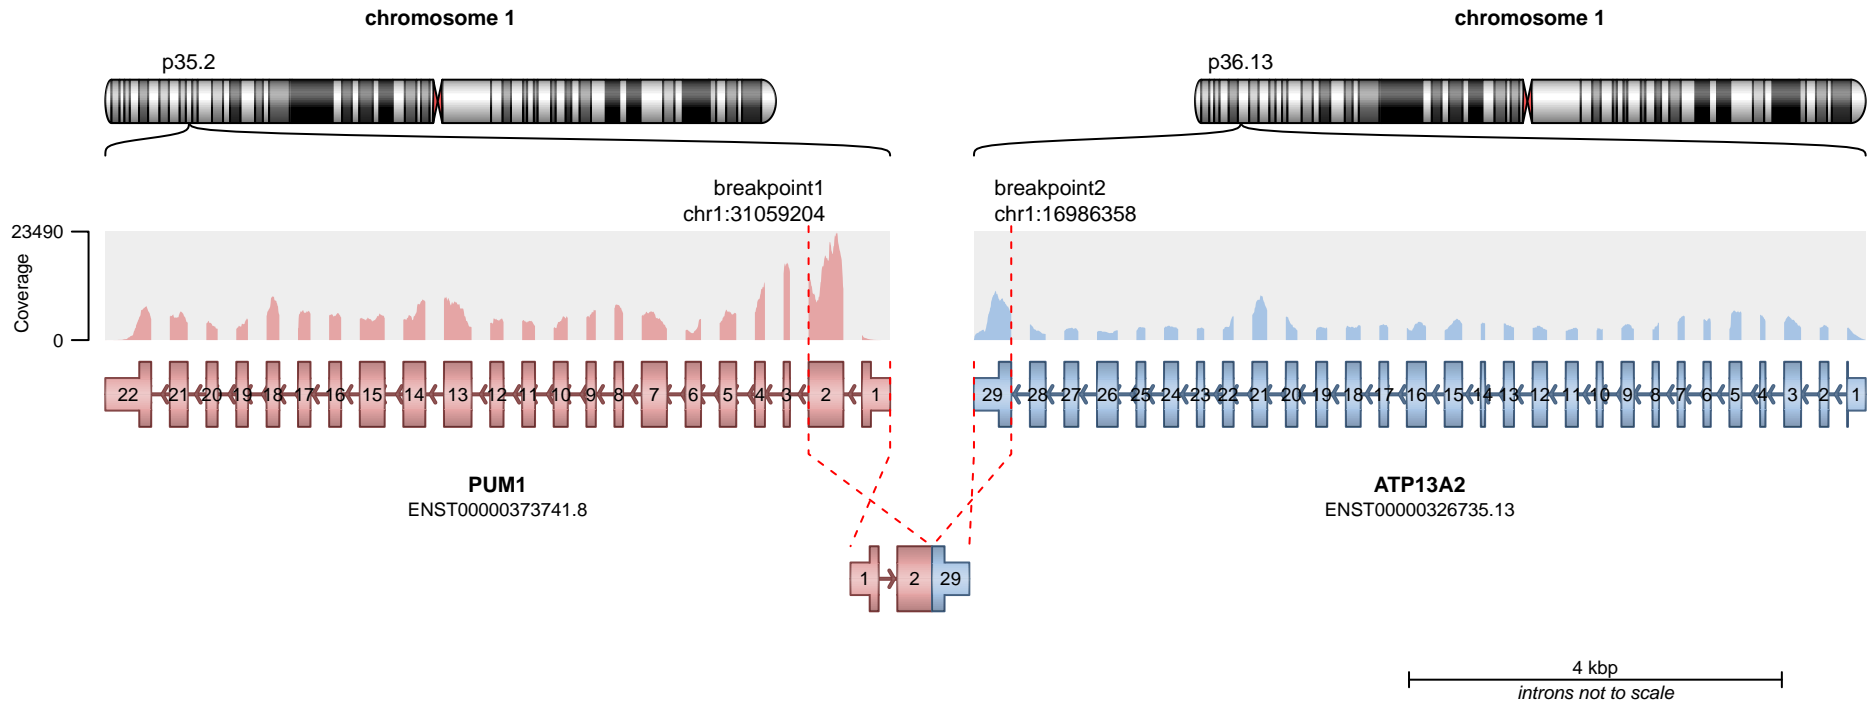 chromosome 1
chromosome 1
p35.2
p36.13
breakpoint1
chr1:31059204
breakpoint2
chr1:16986358
23490
Coverage
0
22 21 20 19 18 17 16 15 14 13 12 11 10 9 8 7 6 5 4 3 2 1
29 28 27 26 25 24 23 22 21 20 19 18 17 16 15 14 13 12 11 10 9 8 7 6 5 4 3 2 1
PUM1
ENST00000373741.8
ATP13A2
ENST00000326735.13
1 2 29
4 kbp
introns not to scale